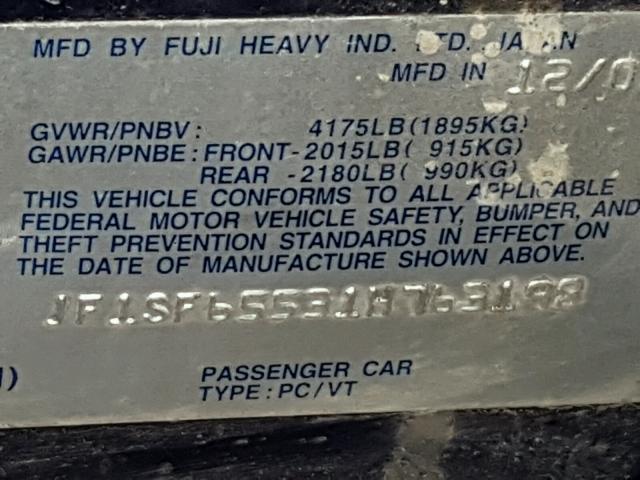 MFD BY FUJI HEAVY IND. LTD. JAPAN
MFD IN 12/0
GVWR/PNBV: 4175LB(1895KG)
GAWR/PNBE: FRONT-2015LB( 915KG)
REAR -2180LB( 990KG)
THIS VEHICLE CONFORMS TO ALL APPLICABLE
FEDERAL MOTOR VEHICLE SAFETY, BUMPER, AND
THEFT PREVENTION STANDARDS IN EFFECT ON
THE DATE OF MANUFACTURE SHOWN ABOVE.
JF1SF65531H763198
) PASSENGER CAR
TYPE: PC/VT